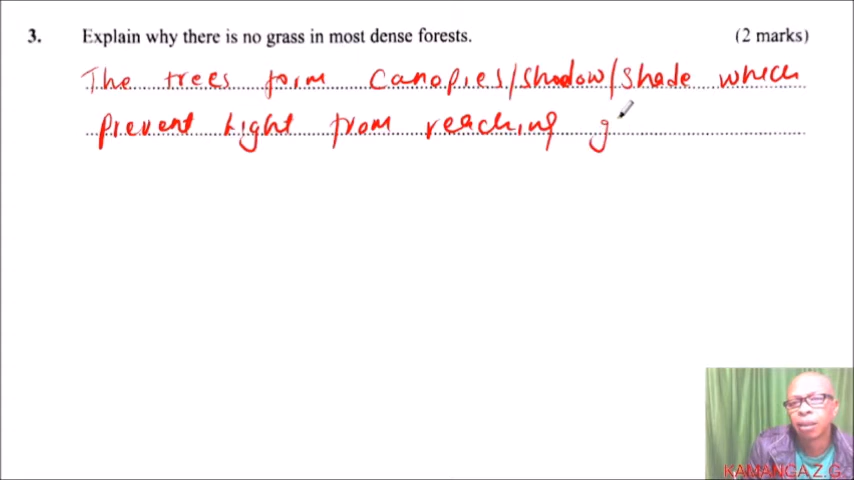 3. Explain why there is no grass in most dense forests. (2 marks)
The trees form canopies/shadow/shade which
prevent light from reaching g
KAMANGA Z.G.